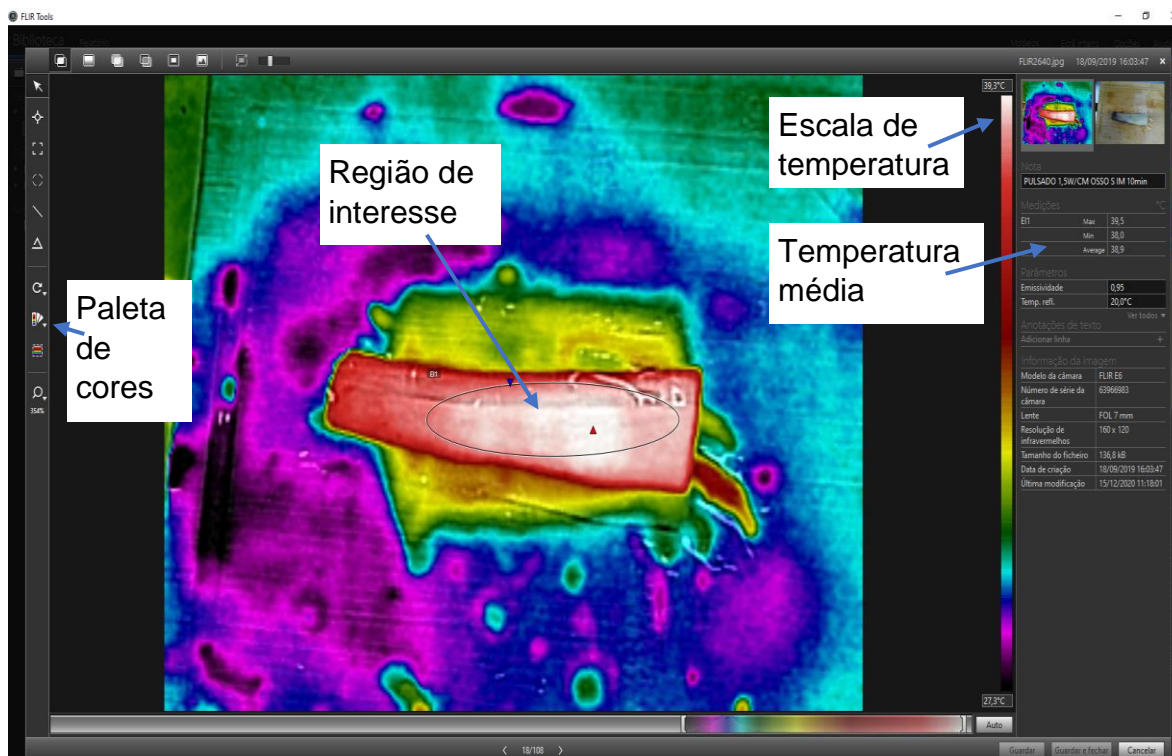 FLIR Tools
Biblioteca Relatório
Modelos Ecrã inteiro Opções
FLIR2640.jpg 18/09/2019 16:03:47 x
39,3°C
Escala de
temperatura
Região de
interesse
Temperatura
média
Paleta
de
cores
El1
354%
27,3°C
Auto
Nota
PULSADO 1,5W/CM OSSO S IM 10min
Medições °C
El1 Max 39,5
Min 38,0
Average 38,9
Parâmetros
Emissividade 0,95
Temp. refl. 20,0°C
Ver todos
Anotações de texto
Adicionar linha +
Informação da imagem
Modelo da câmara FLIR E6
Número de série da 63966983
câmara
Lente FOL 7 mm
Resolução de 160 x 120
infravermelhos
Tamanho do ficheiro 136,8 kB
Data de criação 18/09/2019 16:03:47
Última modificação 15/12/2020 11:18:01
18/108
Guardar Guardar e fechar Cancelar